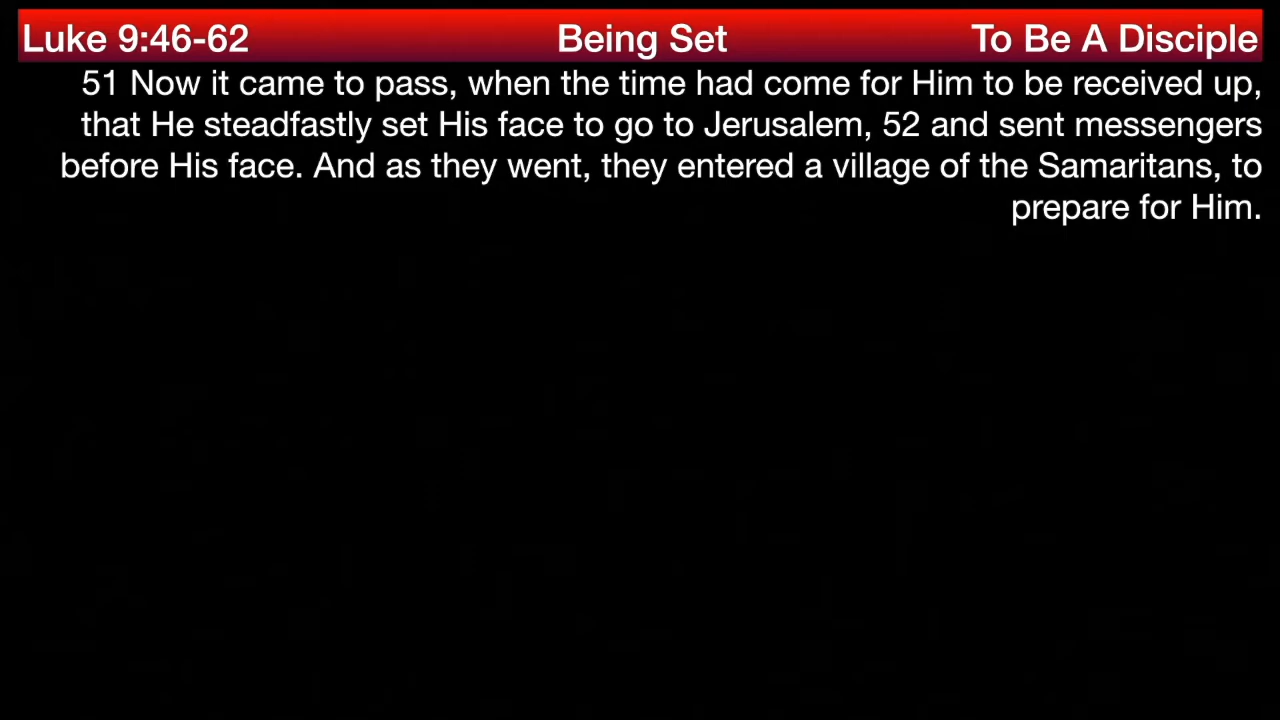 Luke 9:46-62 Being Set To Be A Disciple
51 Now it came to pass, when the time had come for Him to be received up,
that He steadfastly set His face to go to Jerusalem, 52 and sent messengers
before His face. And as they went, they entered a village of the Samaritans, to
prepare for Him.